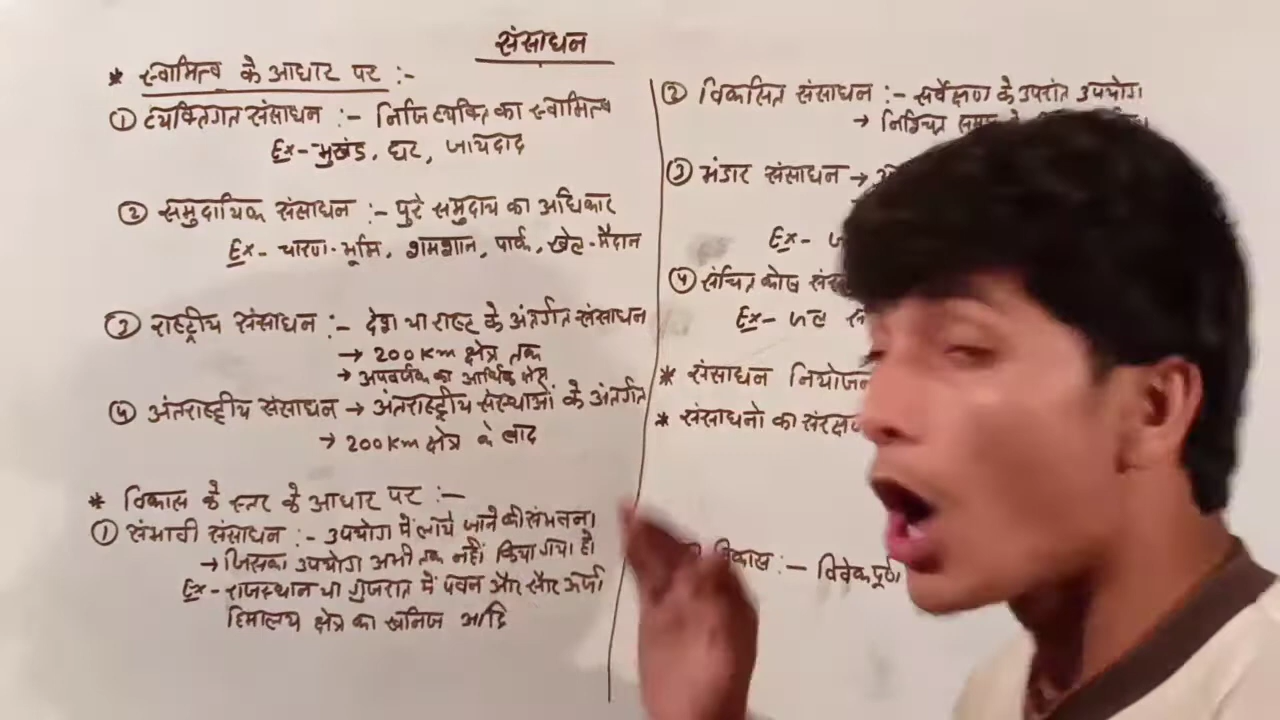 संसाधन
* स्वामित्व के आधार पर :-
① व्यक्तिगत संसाधन :- निजि व्यक्ति का स्वामित्व
Ex- भुखंड, घर, जायदाद
② समुदायिक संसाधन :- पुरे समुदाय का अधिकार
Ex- चारण-भूमि, शमशान, पार्क, खेल-मैदान
③ राष्ट्रीय संसाधन :- देश या राष्ट्र के अंतर्गत संसाधन
→ 200 Km क्षेत्र तक
→ अपवर्जक का आर्थिक क्षेत्र
④ अंतराष्ट्रीय संसाधन → अंतराष्ट्रीय संस्थाओं के अंतर्गत
→ 200 Km क्षेत्र के बाद
* विकास के स्तर के आधार पर :-
① संभावी संसाधन :- उपयोग में लाये जाने की संभावना
→ जिसका उपयोग अभी तक नहीं किया गया हो
Ex- राजस्थान या गुजरात में पवन और सौर ऊर्जा
हिमालय क्षेत्र का खनिज आदि
② विकसित संसाधन :- सर्वेक्षण के उपरांत उपयोग
→ निश्चित
③ भंडार संसाधन →
Ex-
④ संचित कोष
Ex- जल
* संसाधन नियोजन
* संसाधनो का संरक्षण
विकास :- विवेकपूर्ण